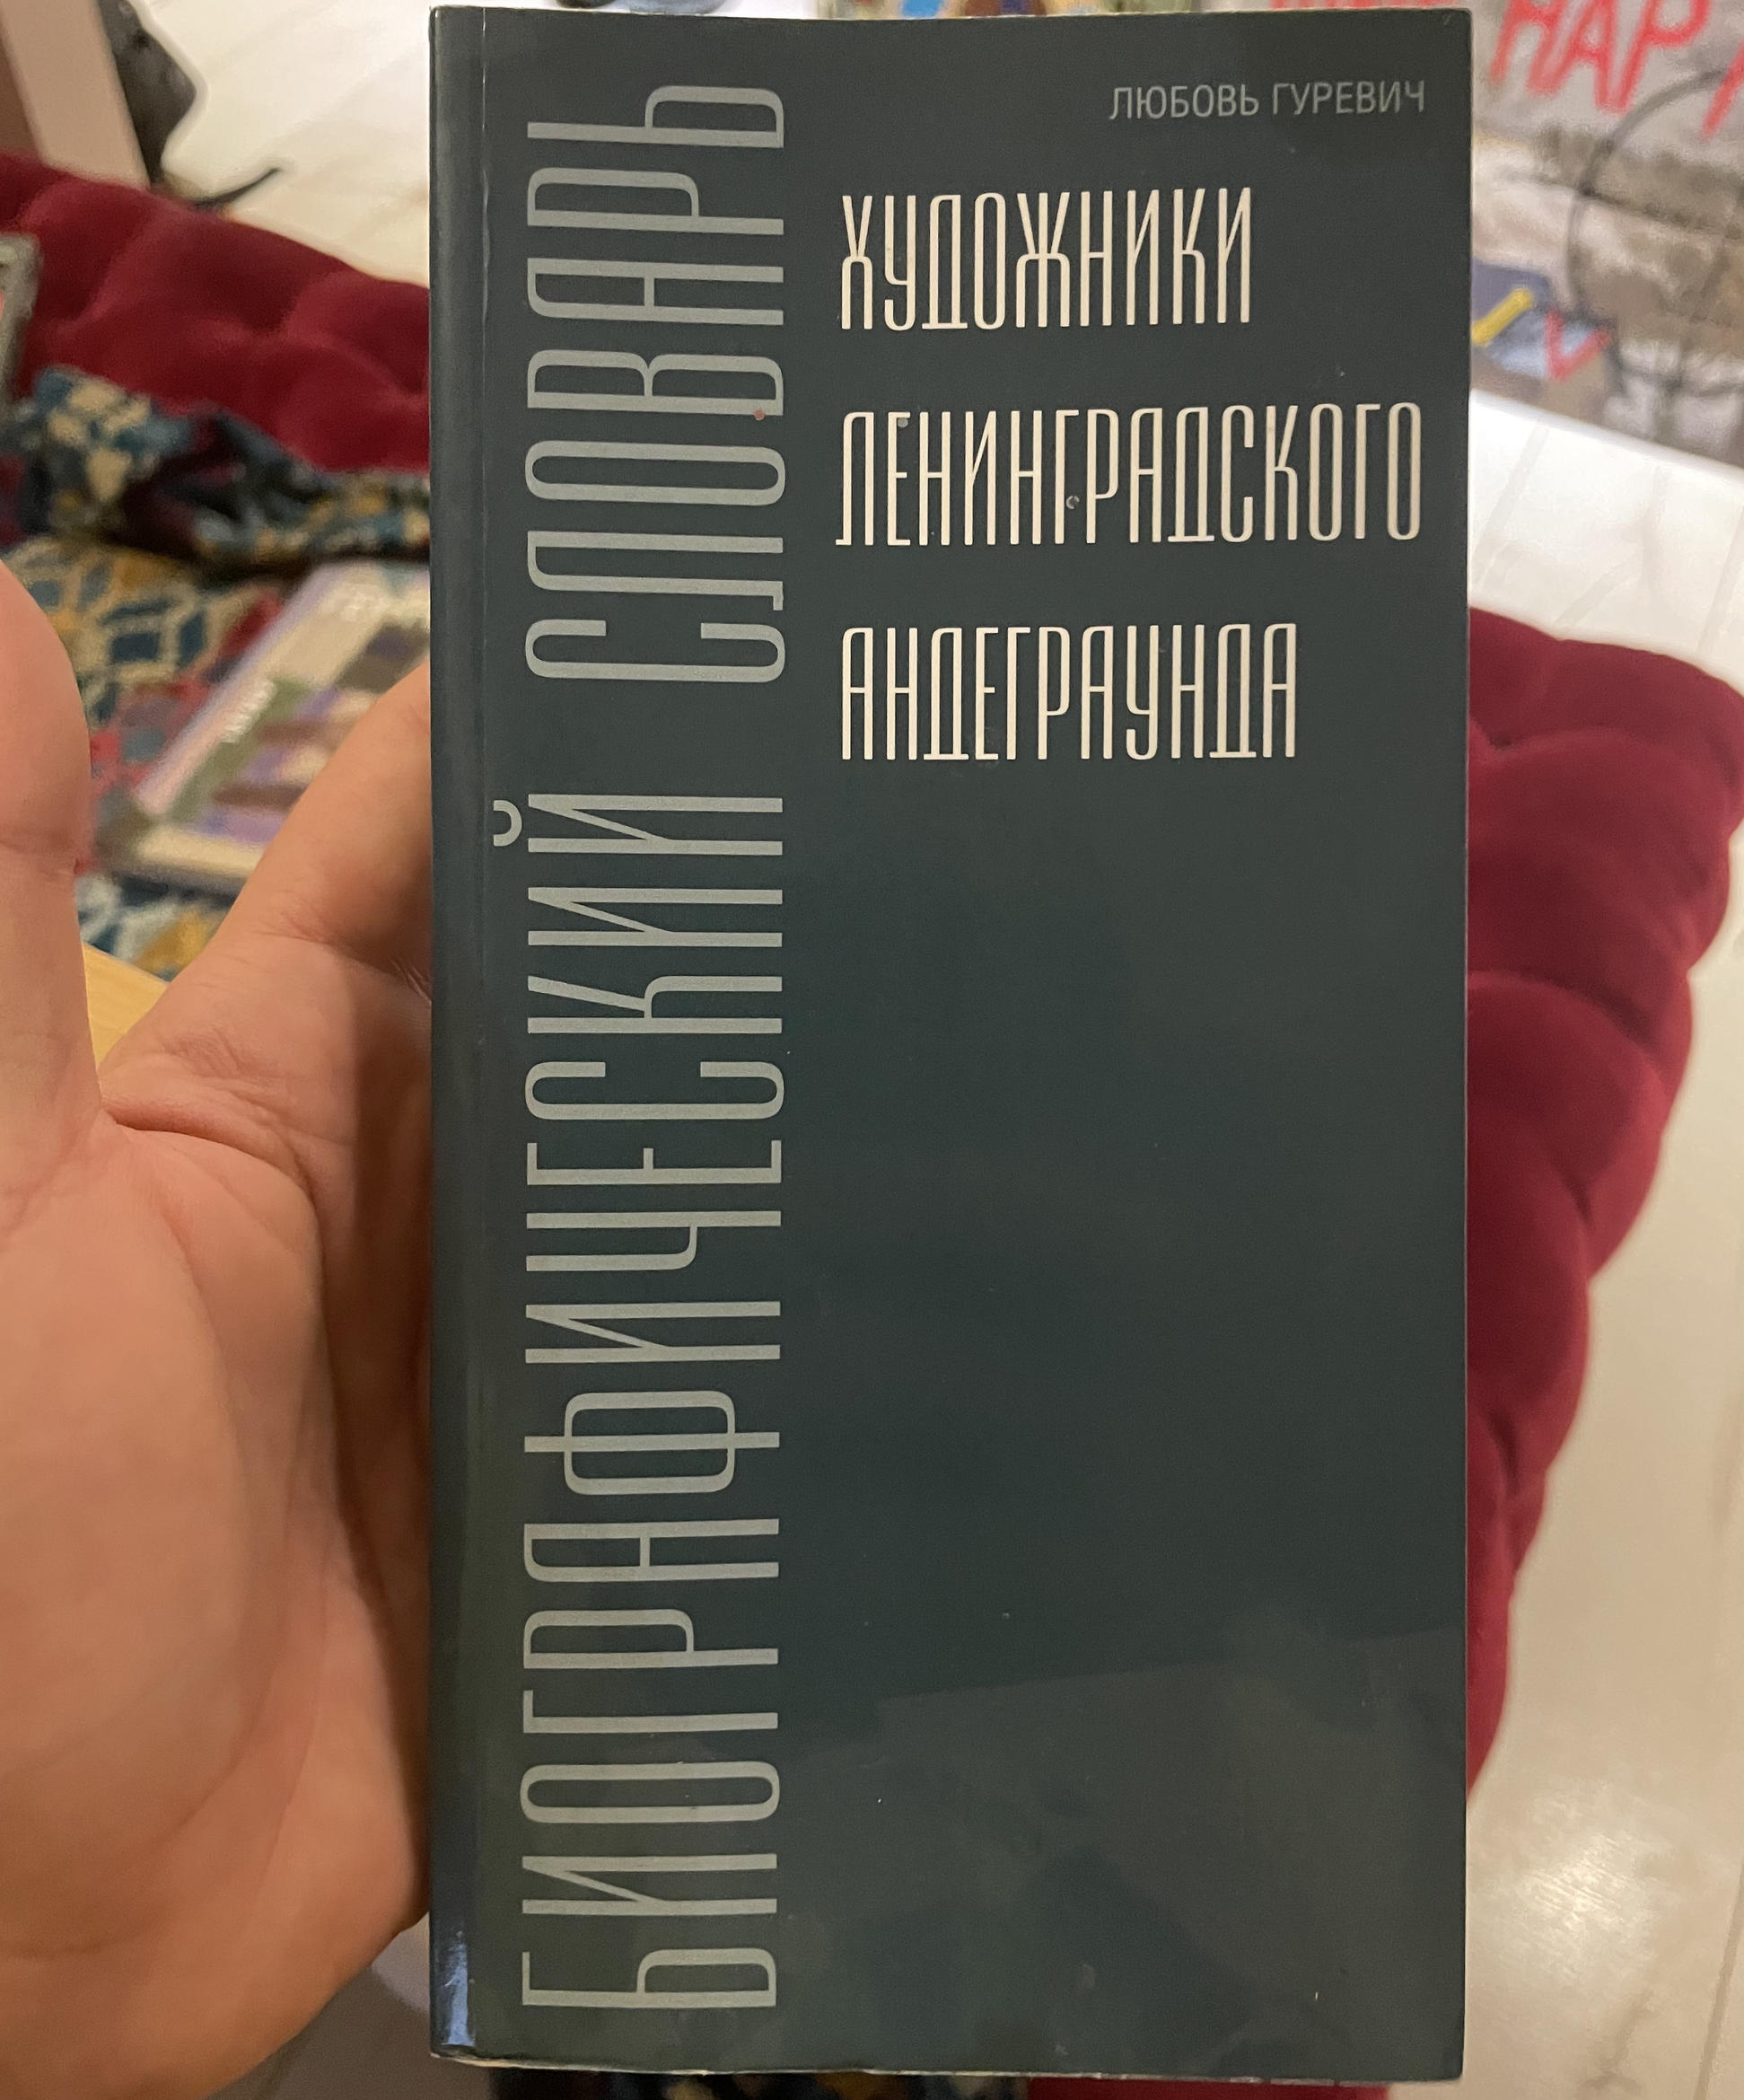 ЛЮБОВЬ ГУРЕВИЧ
ХУДОЖНИКИ
ЛЕНИНГРАДСКОГО
АНДЕГРАУНДА
БИОГРАФИЧЕСКИЙ СЛОВАРЬ